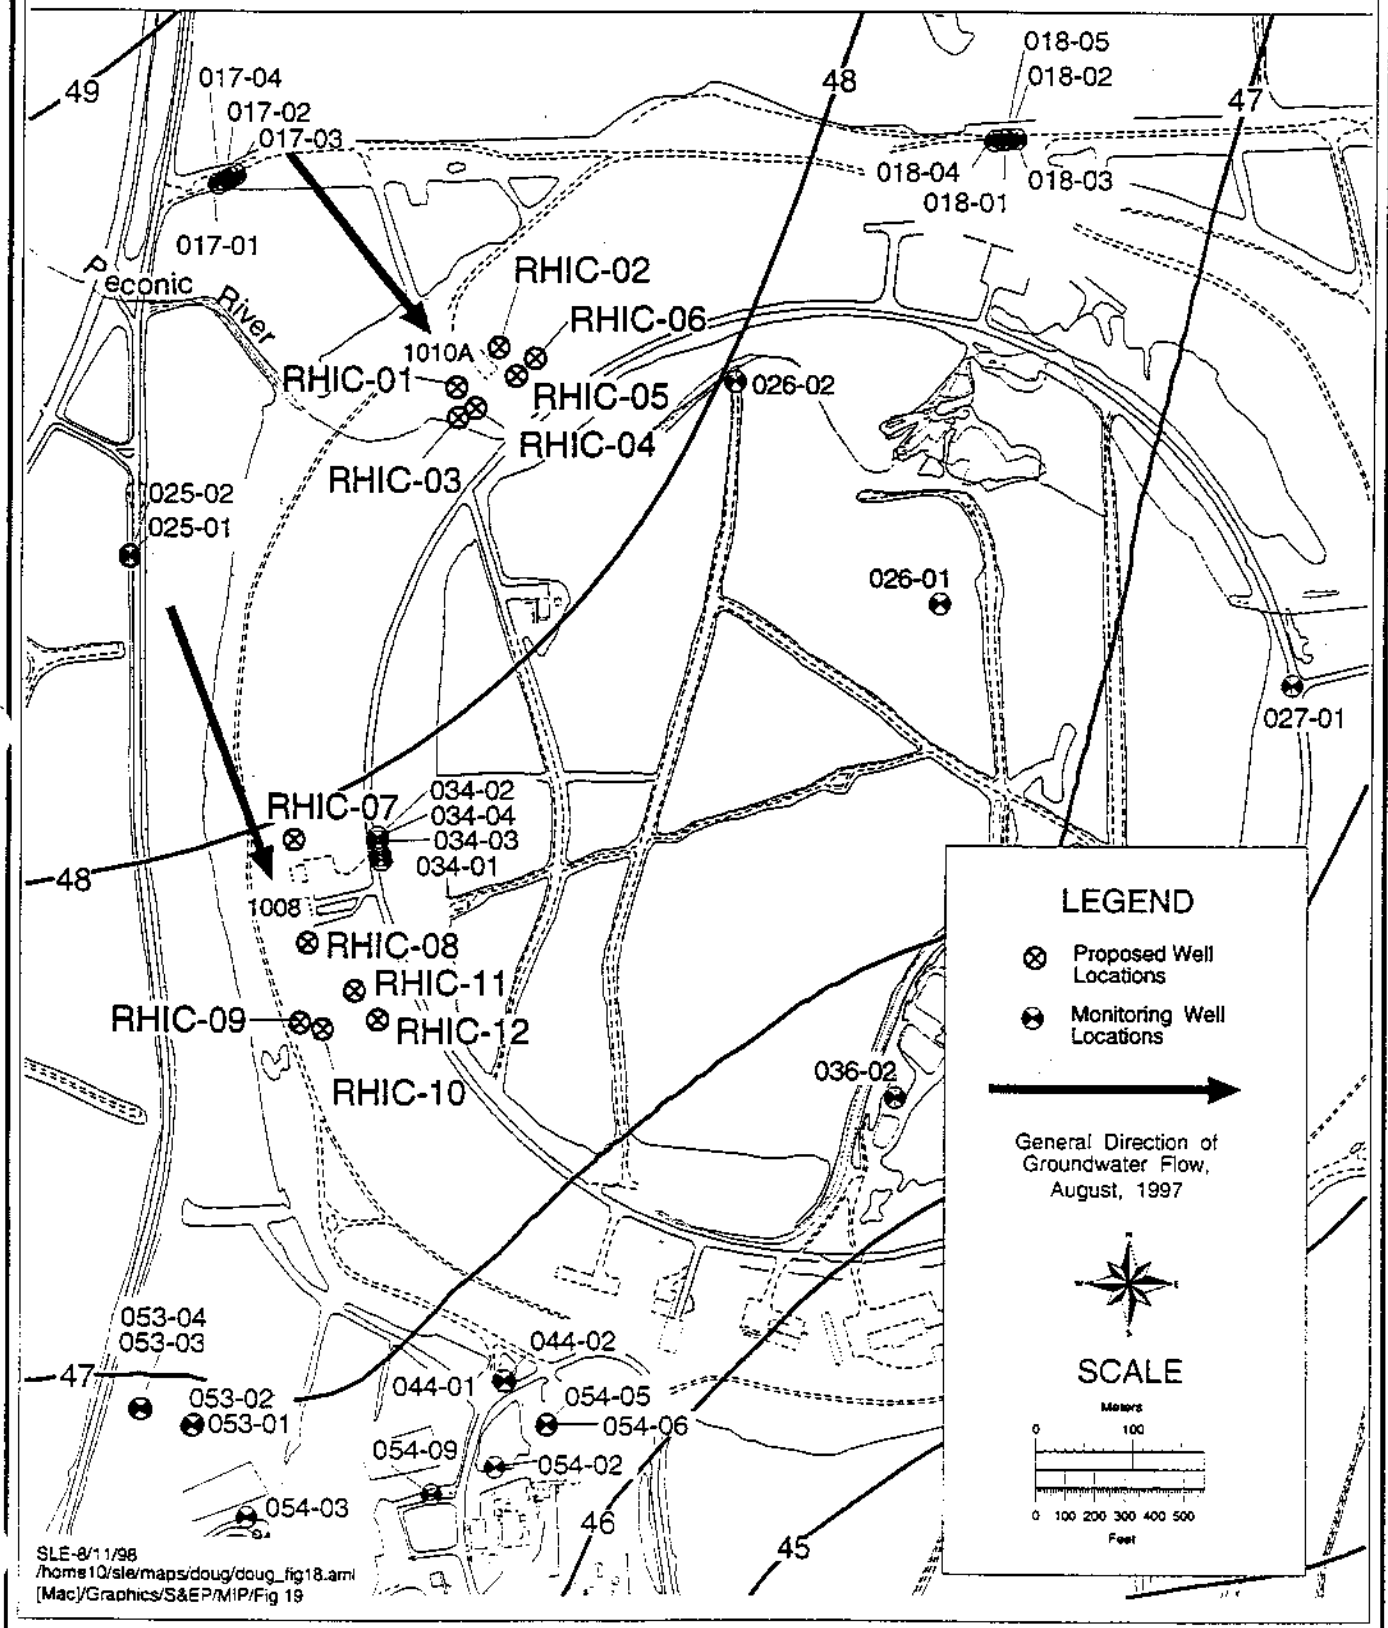 018-05
018-02
48
47
49
017-04
017-02
017-03
018-04
018-03
018-01
017-01
Peconic
River
RHIC-02
RHIC-06
1010A
RHIC-01
026-02
RHIC-05
RHIC-04
RHIC-03
025-02
025-01
026-01
027-01
034-02
RHIC-07
034-04
034-03
034-01
48
1008
RHIC-08
RHIC-11
RHIC-09
RHIC-12
036-02
RHIC-10
053-04
053-03
044-02
47
044-01
053-02
053-01
054-05
054-06
054-09
054-02
054-03
46
45
LEGEND
Proposed Well
Locations
Monitoring Well
Locations
General Direction of
Groundwater Flow,
August, 1997
N
W E
S
SCALE
Meters
0 100
0 100 200 300 400 500
Feet
SLE-8/11/98
/home10/sle/maps/doug/doug_fig18.aml
[Mac]/Graphics/S&EP/MIP/Fig 19